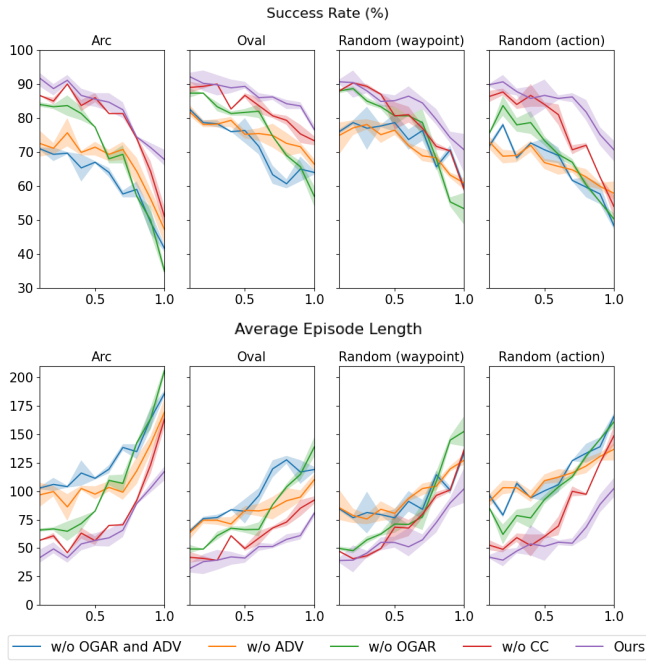 Success Rate (%)
Arc Oval Random (waypoint) Random (action)
100
90
80
70
60
50
40
30
0.5 1.0 0.5 1.0 0.5 1.0 0.5 1.0
Average Episode Length
Arc Oval Random (waypoint) Random (action)
200
175
150
125
100
75
50
25
0
0.5 1.0 0.5 1.0 0.5 1.0 0.5 1.0
w/o OGAR and ADV w/o ADV w/o OGAR w/o CC Ours